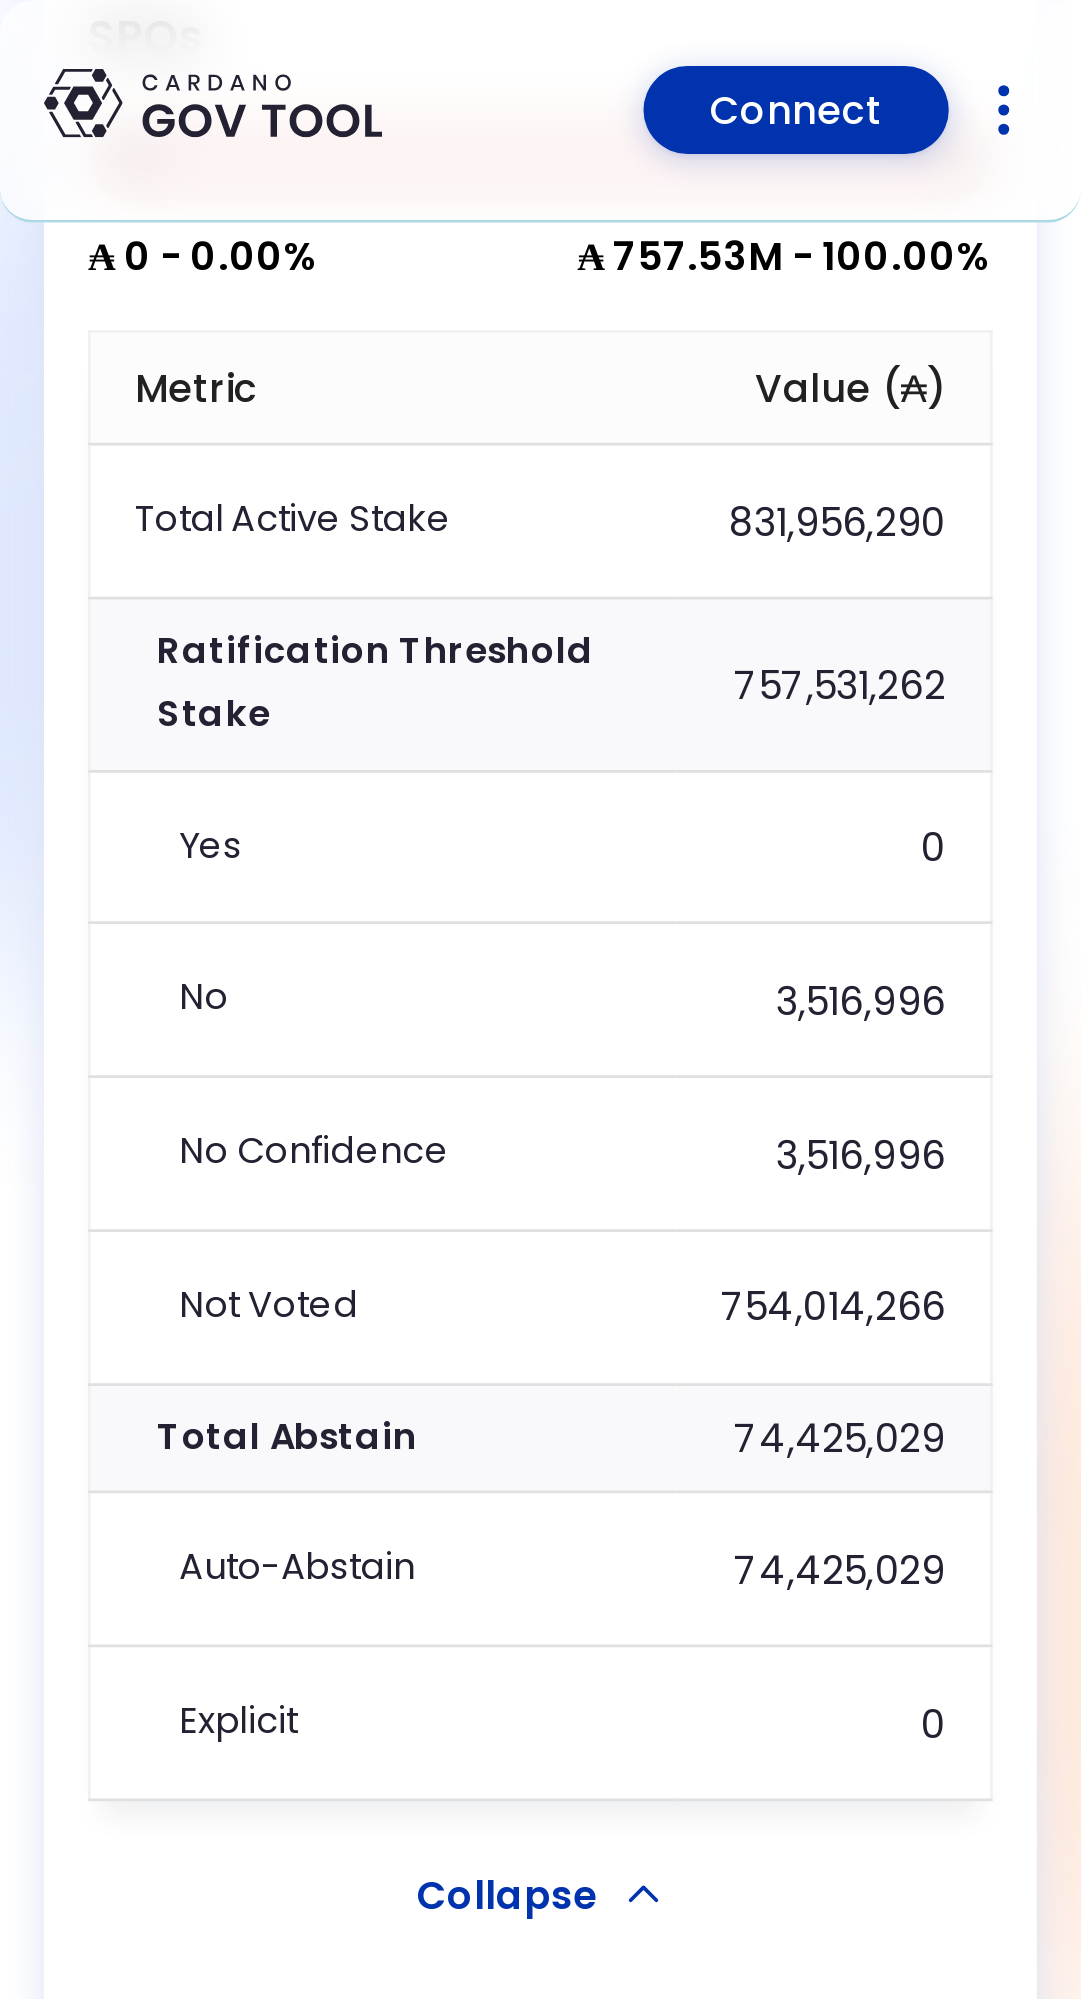 SPOs
CARDANO
GOV TOOL
Connect
₳ 0 - 0.00%
₳ 757.53M - 100.00%
Metric
Value (₳)
Total Active Stake
831,956,290
Ratification Threshold
Stake
757,531,262
Yes
0
No
3,516,996
No Confidence
3,516,996
Not Voted
754,014,266
Total Abstain
74,425,029
Auto-Abstain
74,425,029
Explicit
0
Collapse